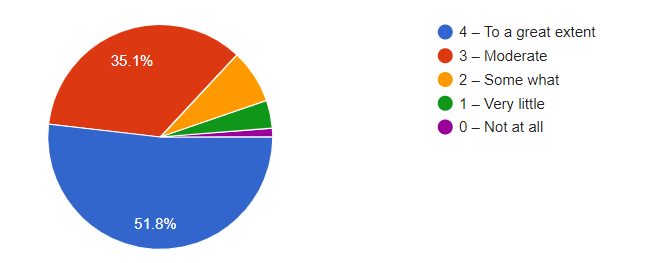 35.1%
51.8%
4 – To a great extent
3 – Moderate
2 – Some what
1 – Very little
0 – Not at all